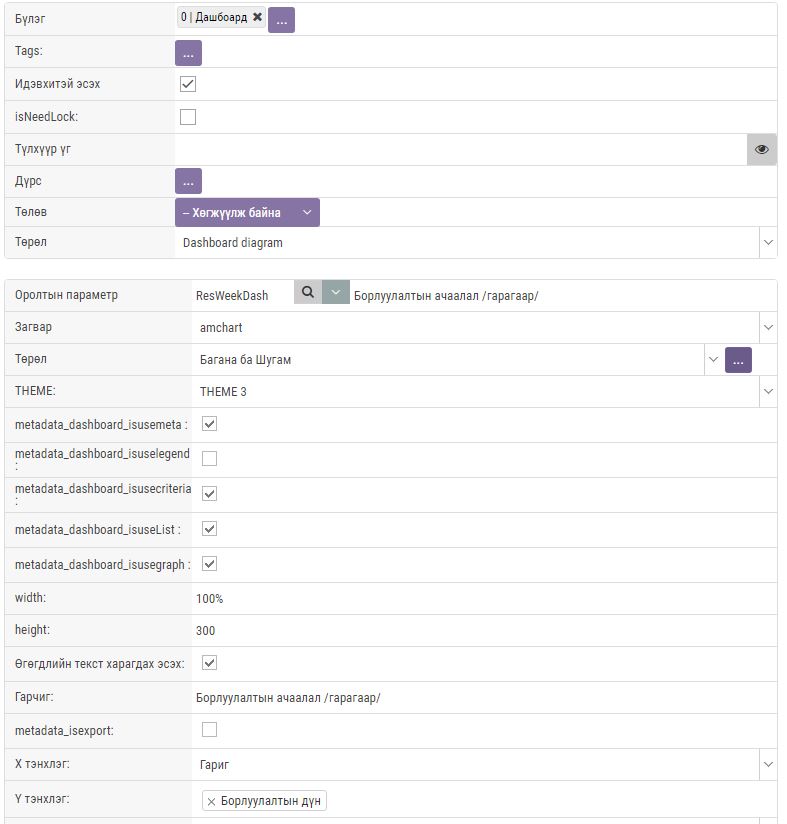 Бүлэг 0 | Дашбоард ✖ ...
Tags: ...
Идэвхитэй эсэх
isNeedLock:
Түлхүүр үг
Дүрс ...
Төлөв – Хөгжүүлж байна
Төрөл Dashboard diagram
Оролтын параметр ResWeekDash Борлуулалтын ачаалал /гарагаар/
Загвар amchart
Төрөл Багана ба Шугам ...
THEME: THEME 3
metadata_dashboard_isusemeta :
metadata_dashboard_isuselegend
:
metadata_dashboard_isusecriteria
:
metadata_dashboard_isuseList :
metadata_dashboard_isusegraph :
width: 100%
height: 300
Өгөгдлийн текст харагдах эсэх:
Гарчиг: Борлуулалтын ачаалал /гарагаар/
metadata_isexport:
Х тэнхлэг: Гариг
Ү тэнхлэг: × Борлуулалтын дүн